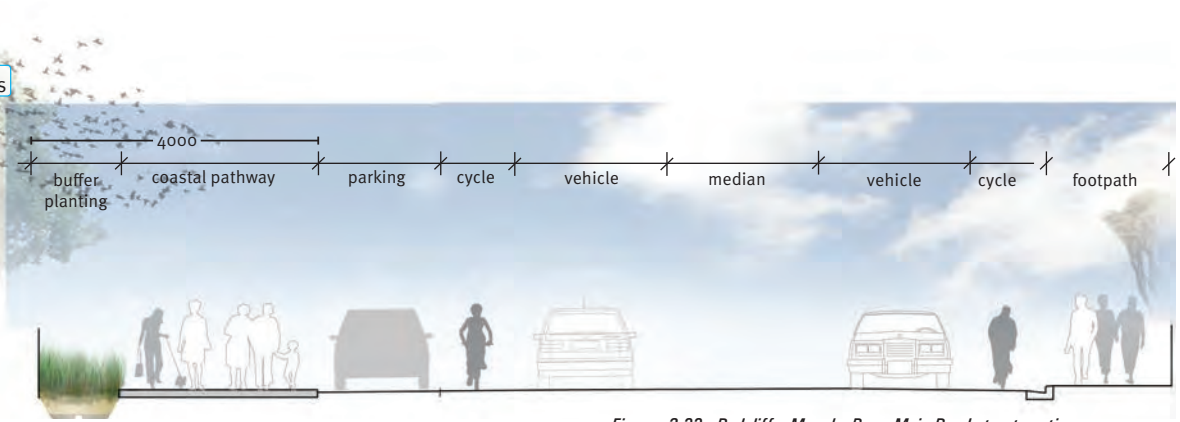 s
4000
buffer
planting
coastal pathway
parking
cycle
vehicle
median
vehicle
cycle
footpath